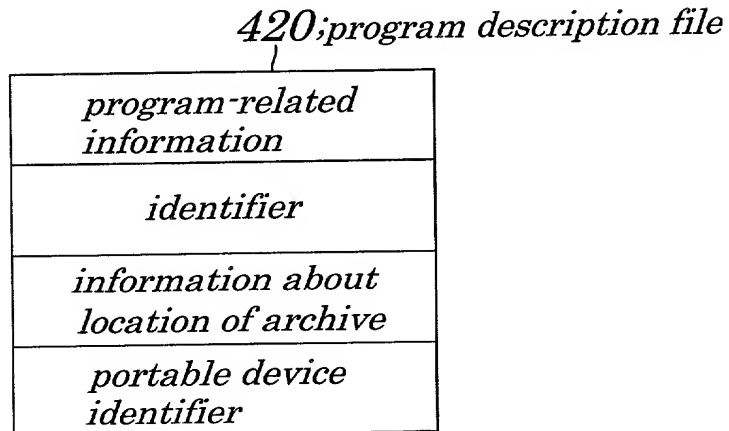 420;program description file
program-related
information
identifier
information about
location of archive
portable device
identifier